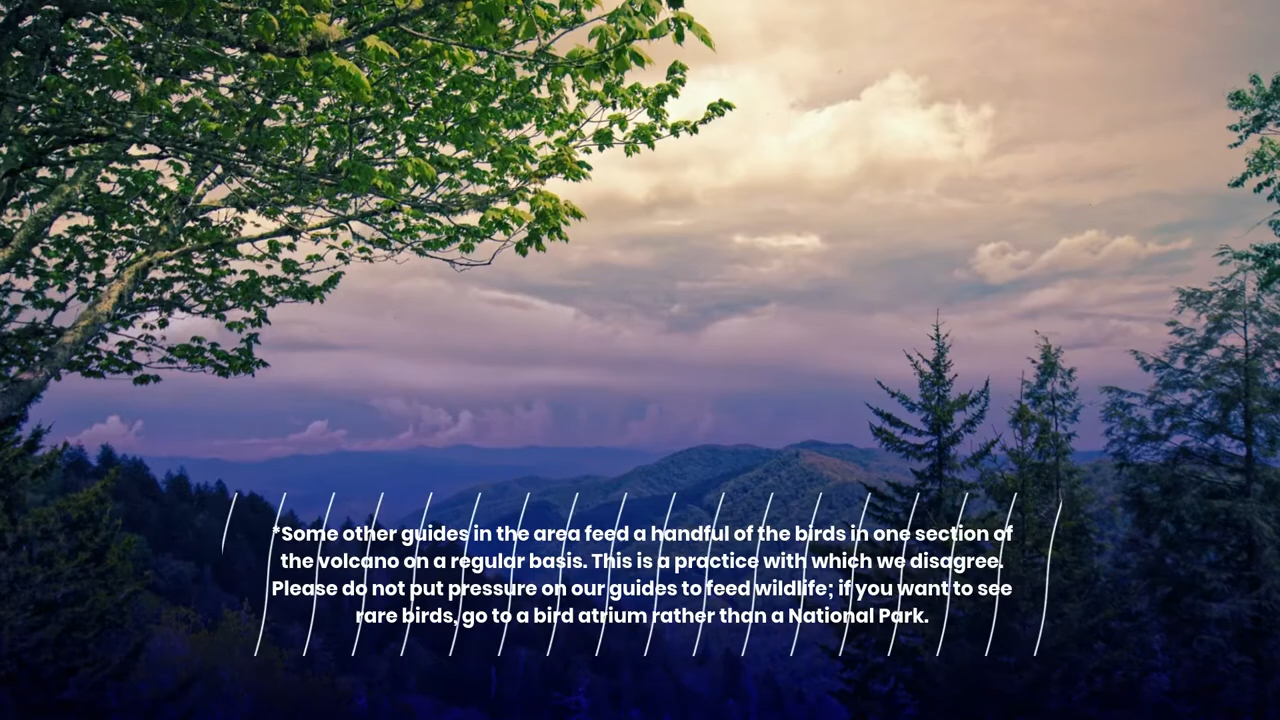 *Some other guides in the area feed a handful of the birds in one section of
the volcano on a regular basis. This is a practice with which we disagree.
Please do not put pressure on our guides to feed wildlife; if you want to see
rare birds, go to a bird atrium rather than a National Park.